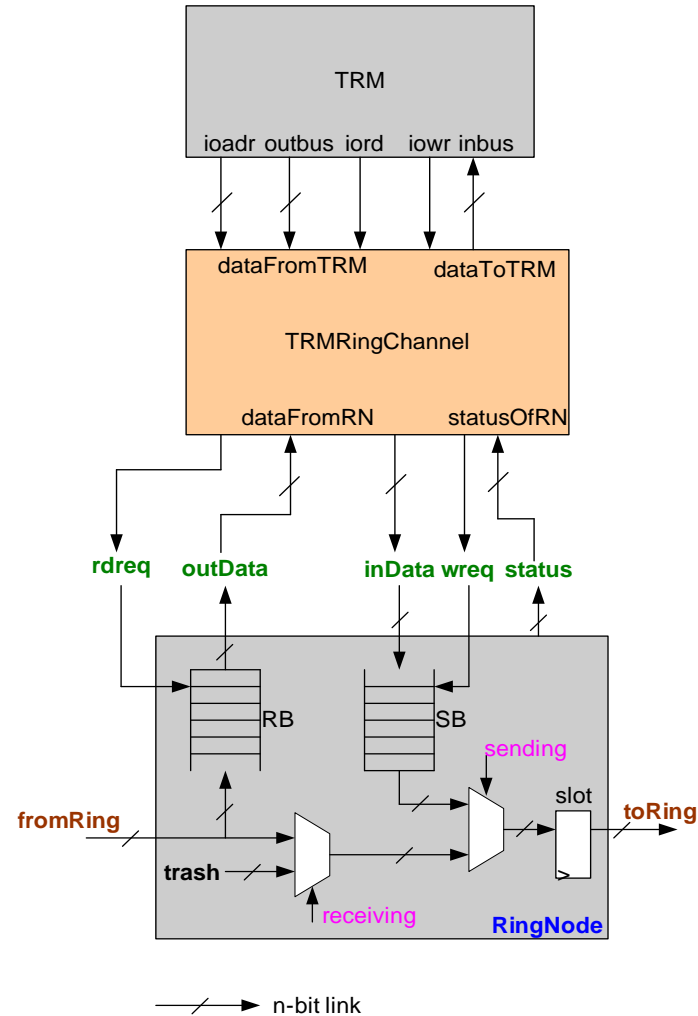 TRM
ioadr outbus iord iowr inbus
dataFromTRM dataToTRM
TRMRingChannel
dataFromRN statusOfRN
rdreq outData inData wreq status
RB SB
sending
slot
fromRing toRing
trash
receiving
RingNode
n-bit link